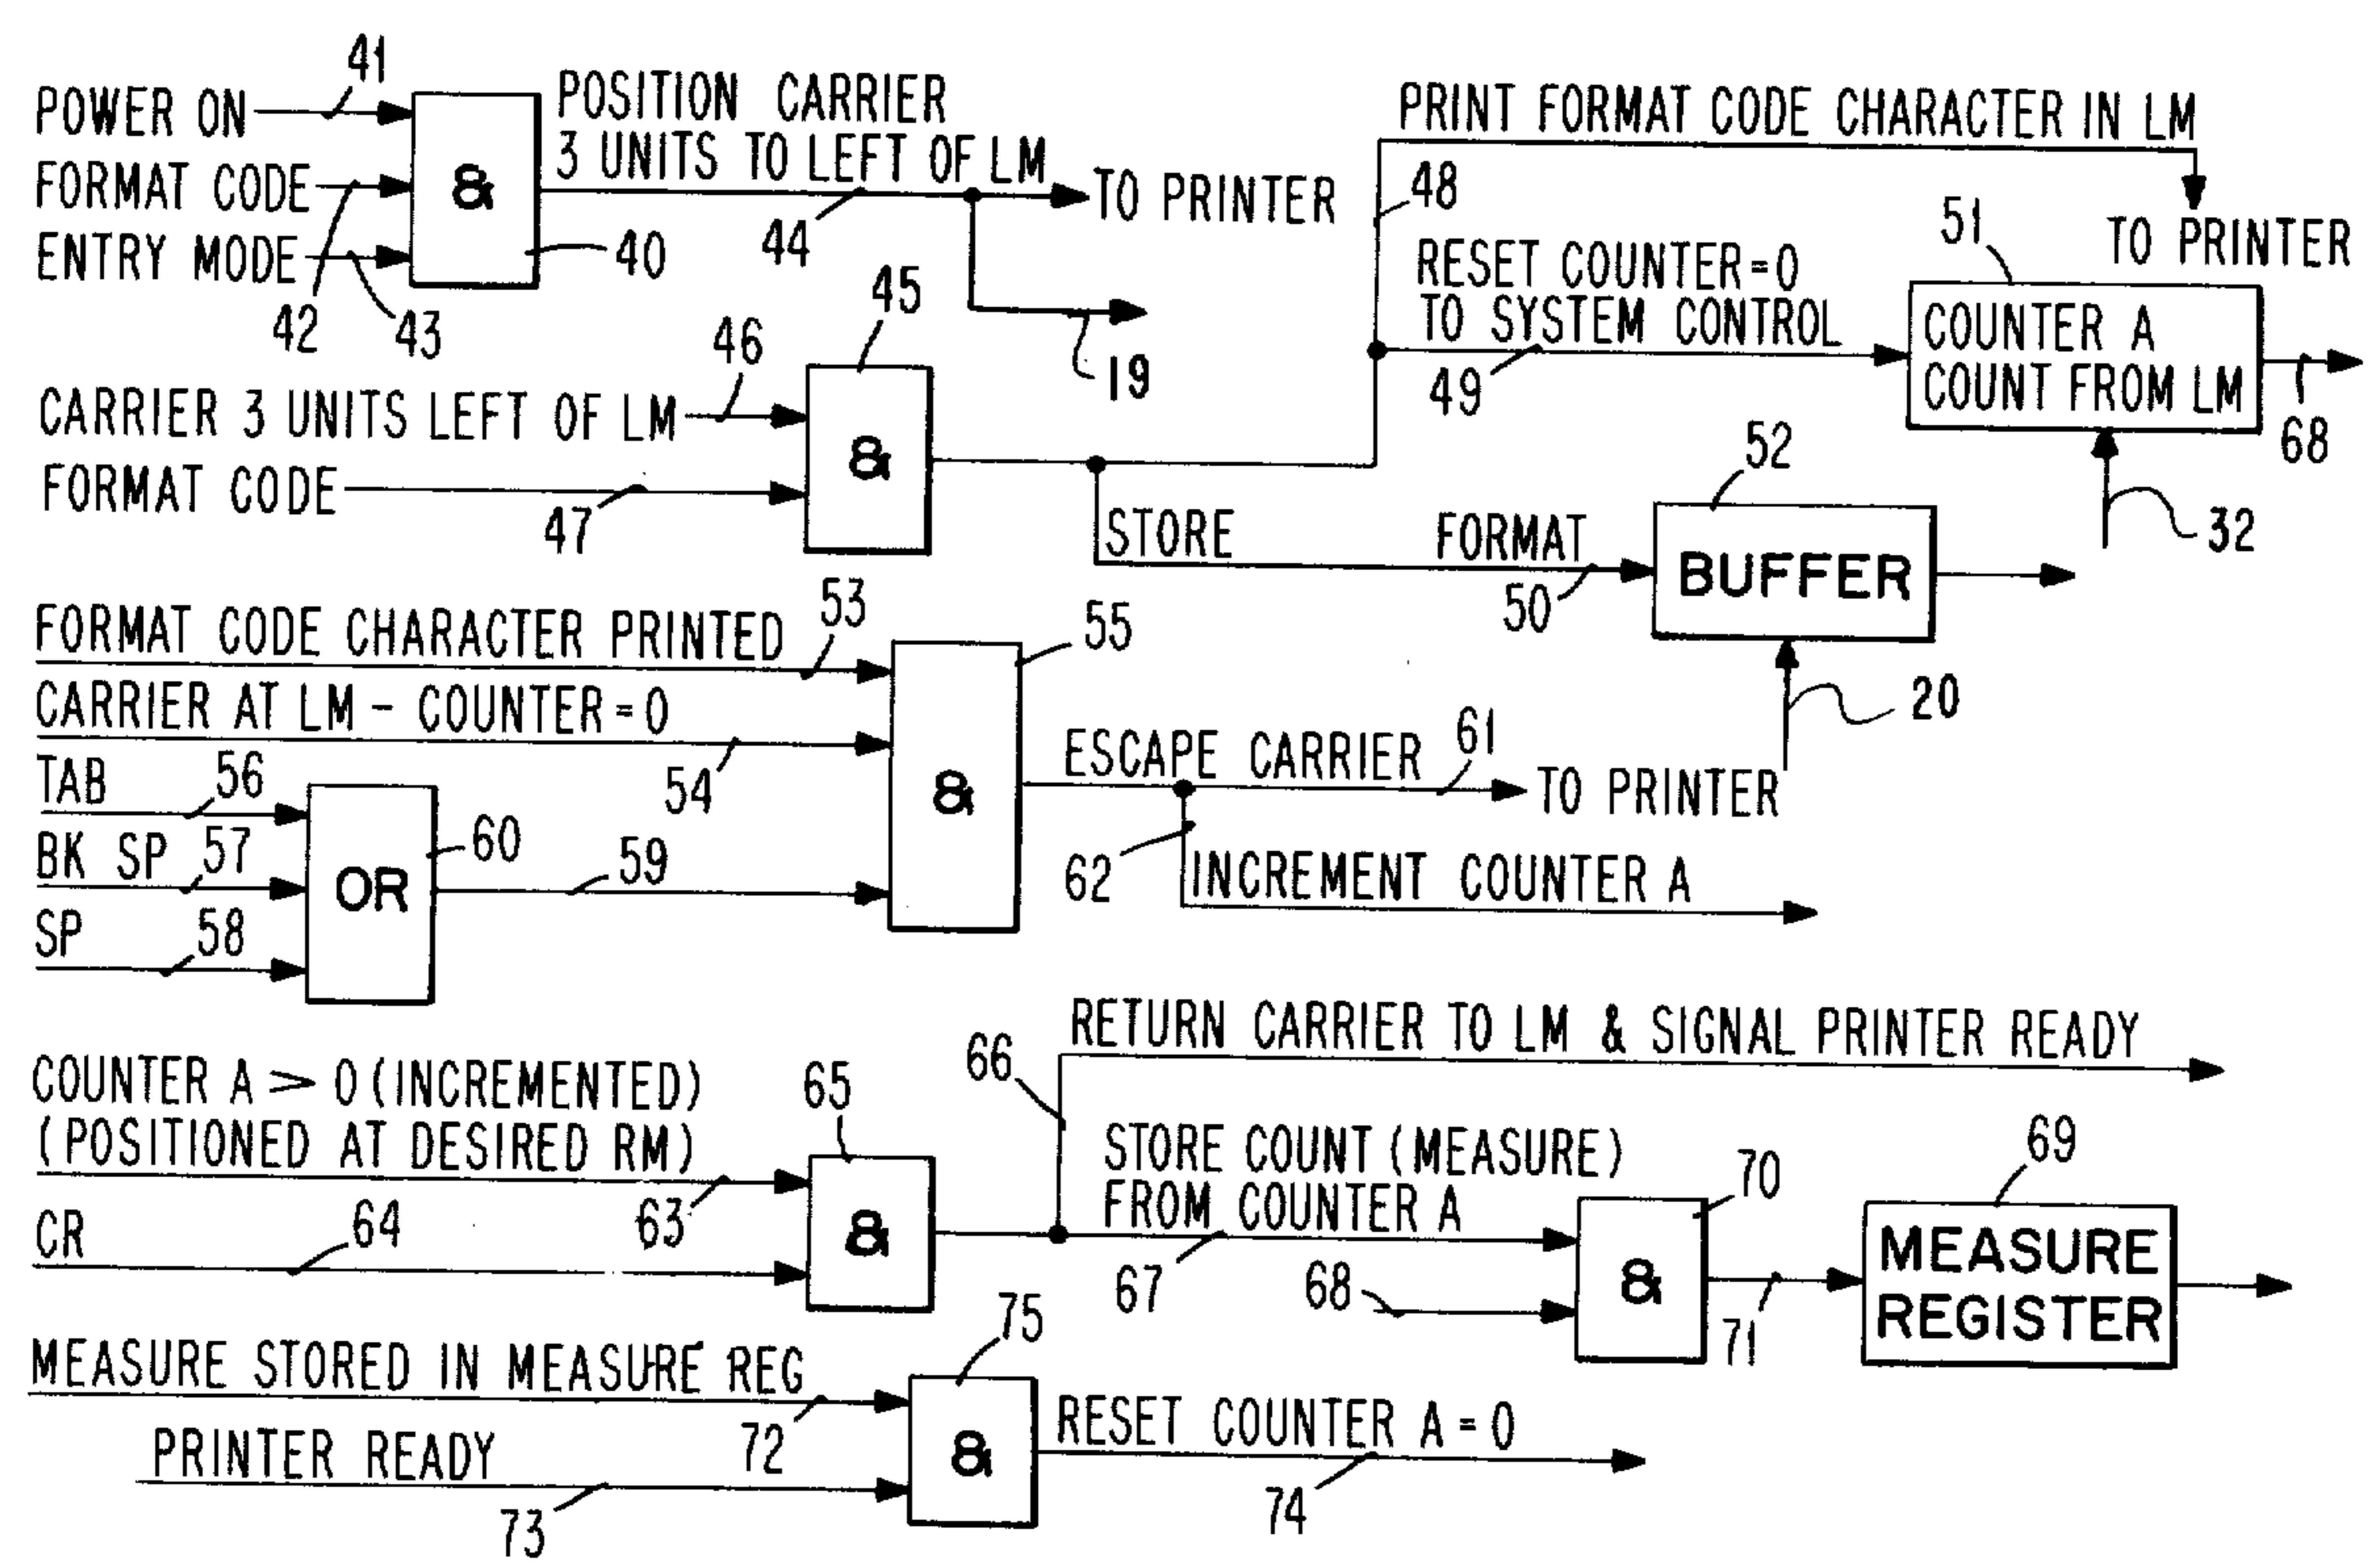 41
POWER ON
FORMAT CODE
ENTRY MODE
&
40
42
43
POSITION CARRIER
3 UNITS TO LEFT OF LM
44
TO PRINTER
19
PRINT FORMAT CODE CHARACTER IN LM
48
TO PRINTER
RESET COUNTER=0
TO SYSTEM CONTROL
49
51
COUNTER A
COUNT FROM LM
68
32
45
46
CARRIER 3 UNITS LEFT OF LM
FORMAT CODE
47
&
STORE FORMAT
50
52
BUFFER
20
FORMAT CODE CHARACTER PRINTED
53
CARRIER AT LM - COUNTER=0
54
55
&
TAB
56
BK SP
57
SP
58
OR
60
59
ESCAPE CARRIER
61
TO PRINTER
62
INCREMENT COUNTER A
RETURN CARRIER TO LM & SIGNAL PRINTER READY
66
COUNTER A > 0 (INCREMENTED)
(POSITIONED AT DESIRED RM)
63
CR
64
65
&
STORE COUNT (MEASURE)
FROM COUNTER A
67
68
70
&
71
69
MEASURE
REGISTER
MEASURE STORED IN MEASURE REG
72
PRINTER READY
73
75
&
RESET COUNTER A=0
74